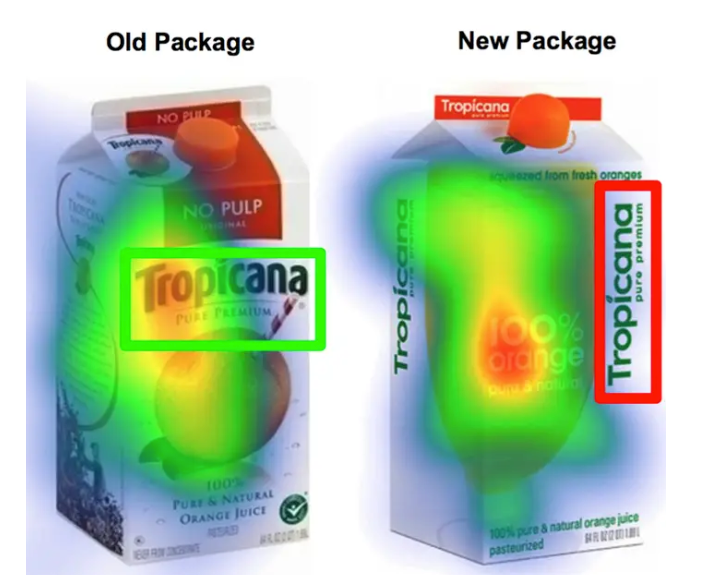 Old Package
New Package
NO PULP
Tropicana
NO PULP
ORIGINAL
Tropicana
PURE PREMIUM
100%
PURE & NATURAL
ORANGE JUICE
PASTEURIZED
NEVER FROM CONCENTRATE
64 FL OZ (2 QT) 1.89L
Tropicana
pure premium
squeezed from fresh oranges
Tropicana
pure premium
Tropicana
pure premium
100%
orange
pure & natural
100% pure & natural orange juice
pasteurized
64 FL OZ (2 QT) 1.89 L